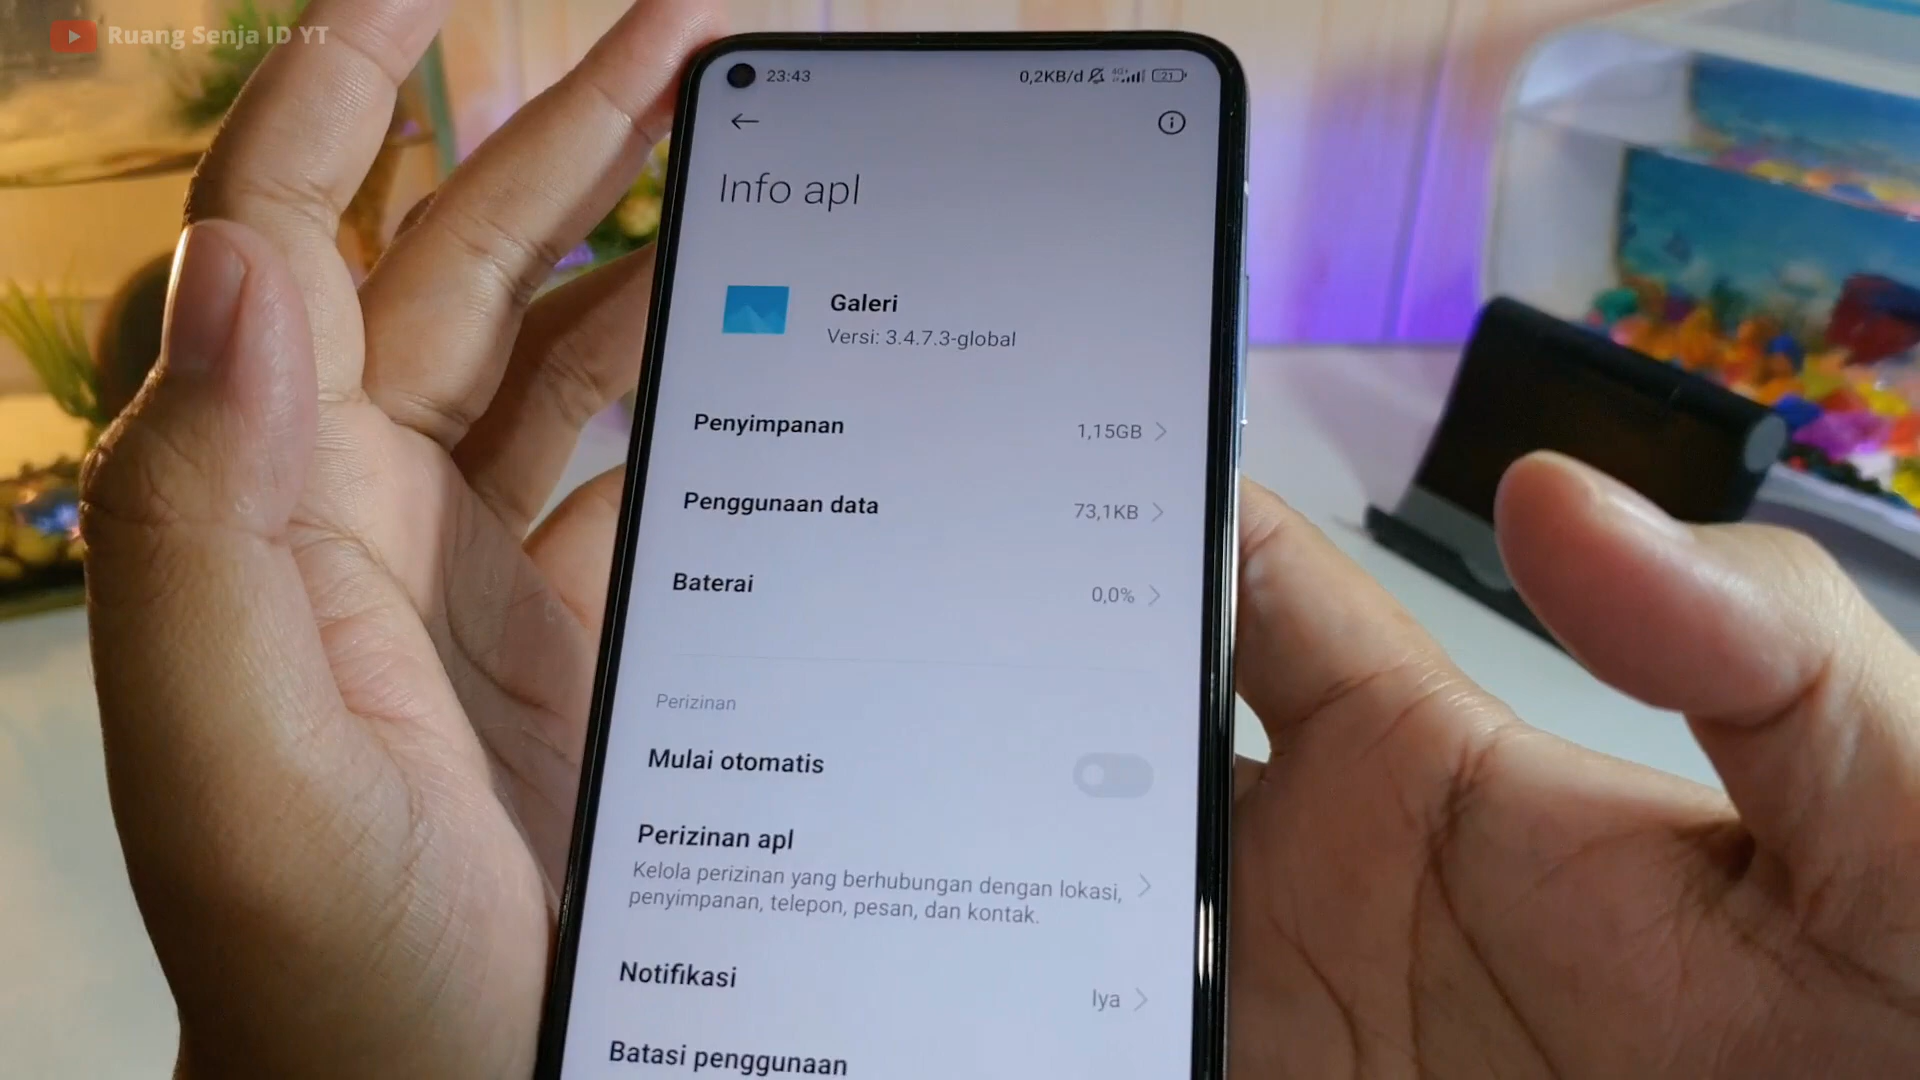 Ruang Senja ID YT
23:43
0,2KB/d 4G+ 21
Info apl
Galeri
Versi: 3.4.7.3-global
Penyimpanan 1,15GB
Penggunaan data 73,1KB
Baterai 0,0%
Perizinan
Mulai otomatis
Perizinan apl
Kelola perizinan yang berhubungan dengan lokasi,
penyimpanan, telepon, pesan, dan kontak.
Notifikasi Iya
Batasi penggunaan